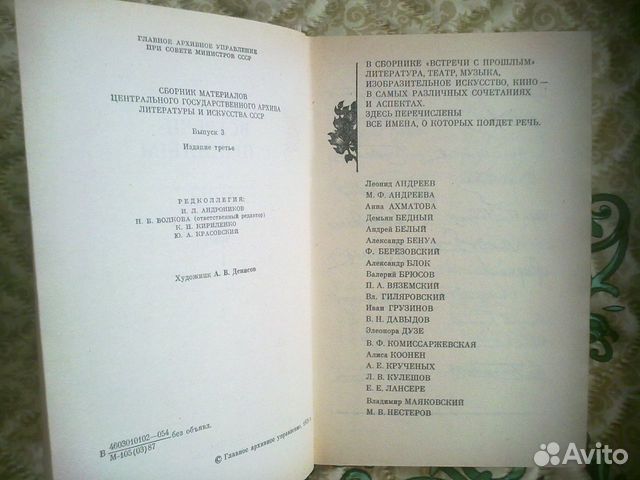 ГЛАВНОЕ АРХИВНОЕ УПРАВЛЕНИЕ
ПРИ СОВЕТЕ МИНИСТРОВ СССР
СБОРНИК МАТЕРИАЛОВ
ЦЕНТРАЛЬНОГО ГОСУДАРСТВЕННОГО АРХИВА
ЛИТЕРАТУРЫ И ИСКУССТВА СССР
Выпуск 3
Издание третье
РЕДКОЛЛЕГИЯ:
И. Л. АНДРОНИКОВ
Н. Б. ВОЛКОВА (ответственный редактор)
К. Н. КИРИЛЕНКО
Ю. А. КРАСОВСКИЙ
Художник А. В. Денисов
В 4603010102—054 без объявл.
М-105(03)87
© Главное архивное управление,
В СБОРНИКЕ «ВСТРЕЧИ С ПРОШЛЫМ»
ЛИТЕРАТУРА, ТЕАТР, МУЗЫКА,
ИЗОБРАЗИТЕЛЬНОЕ ИСКУССТВО, КИНО —
В САМЫХ РАЗЛИЧНЫХ СОЧЕТАНИЯХ
И АСПЕКТАХ.
ЗДЕСЬ ПЕРЕЧИСЛЕНЫ
ВСЕ ИМЕНА, О КОТОРЫХ ПОЙДЕТ РЕЧЬ.
Леонид АНДРЕЕВ
М. Ф. АНДРЕЕВА
Анна АХМАТОВА
Демьян БЕДНЫЙ
Андрей БЕЛЫЙ
Александр БЕНУА
Ф. БЕРЕЗОВСКИЙ
Александр БЛОК
Валерий БРЮСОВ
П. А. ВЯЗЕМСКИЙ
Вл. ГИЛЯРОВСКИЙ
Иван ГРУЗИНОВ
В. Н. ДАВЫДОВ
Элеонора ДУЗЕ
В. Ф. КОМИССАРЖЕВСКАЯ
Алиса КООНЕН
А. Е. КРУЧЕНЫХ
Л. В. КУЛЕШОВ
Е. Е. ЛАНСЕРЕ
Владимир МАЯКОВСКИЙ
М. В. НЕСТЕРОВ
Avito